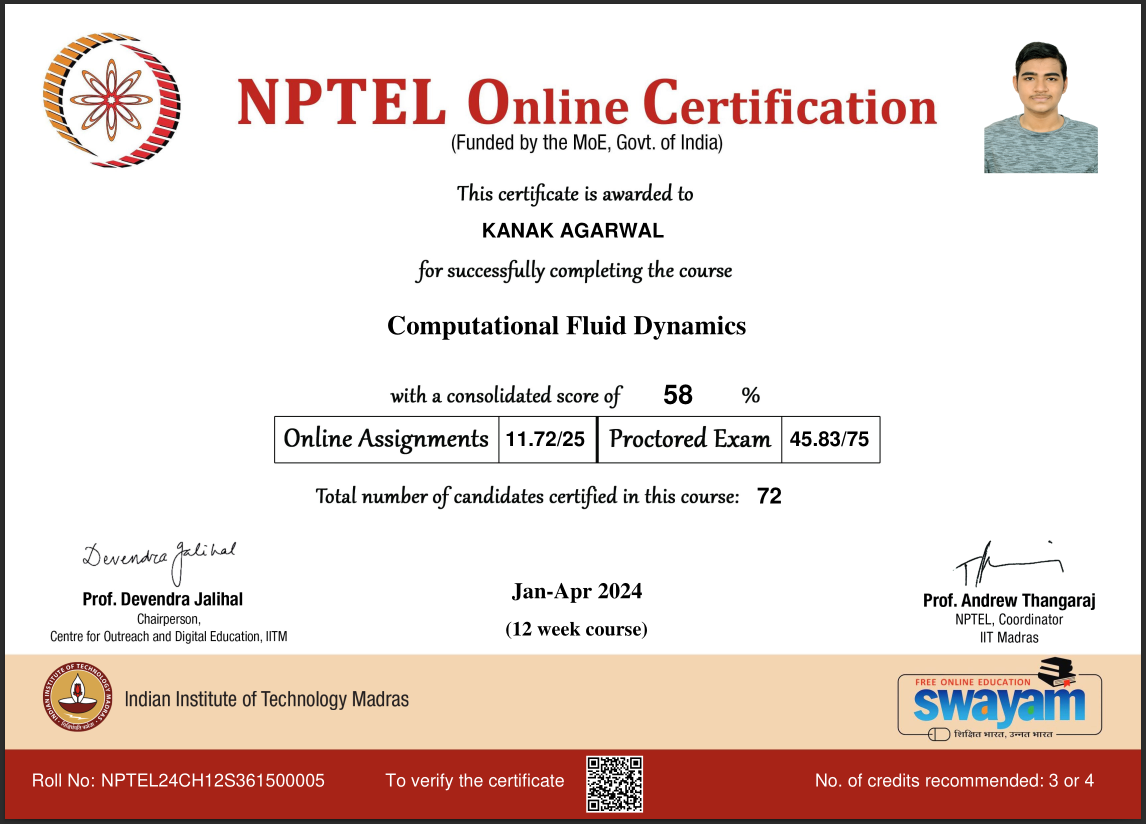 NPTEL Online Certification
(Funded by the MoE, Govt. of India)
This certificate is awarded to
KANAK AGARWAL
for successfully completing the course
Computational Fluid Dynamics
with a consolidated score of 58 %
Online Assignments 11.72/25 Proctored Exam 45.83/75
Total number of candidates certified in this course: 72
Devendra Jalihal
Prof. Devendra Jalihal
Chairperson,
Centre for Outreach and Digital Education, IITM
Jan-Apr 2024
(12 week course)
Prof. Andrew Thangaraj
NPTEL, Coordinator
IIT Madras
INDIAN INSTITUTE OF TECHNOLOGY MADRAS
Indian Institute of Technology Madras
FREE ONLINE EDUCATION
swayam
शिक्षित भारत, उन्नत भारत
Roll No: NPTEL24CH12S361500005
To verify the certificate
No. of credits recommended: 3 or 4